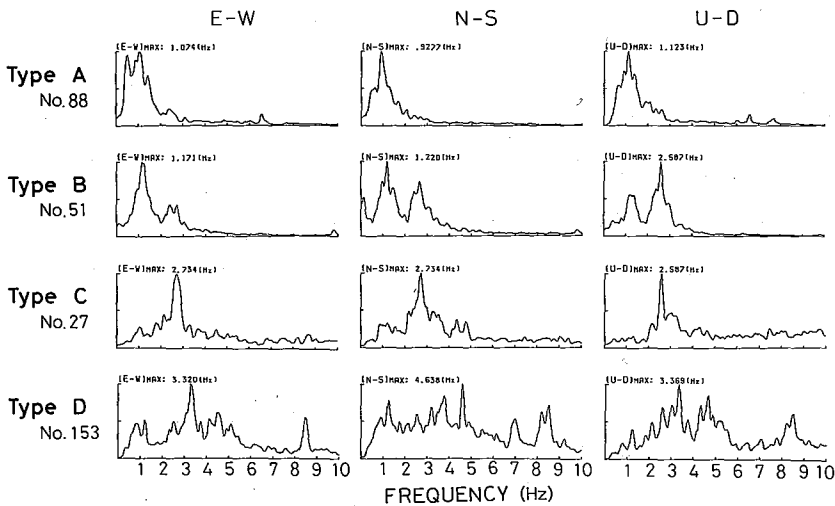 E-W N-S U-D
Type A
No.88
(E-W)MAX: 1.074(Hz) (N-S)MAX: .9277(Hz) (U-D)MAX: 1.123(Hz)
Type B
No.51
(E-W)MAX: 1.171(Hz) (N-S)MAX: 1.220(Hz) (U-D)MAX: 2.587(Hz)
Type C
No.27
(E-W)MAX: 2.734(Hz) (N-S)MAX: 2.734(Hz) (U-D)MAX: 2.587(Hz)
Type D
No.153
(E-W)MAX: 3.320(Hz) (N-S)MAX: 4.638(Hz) (U-D)MAX: 3.369(Hz)
1 2 3 4 5 6 7 8 9 10 1 2 3 4 5 6 7 8 9 10 1 2 3 4 5 6 7 8 9 10
FREQUENCY (Hz)